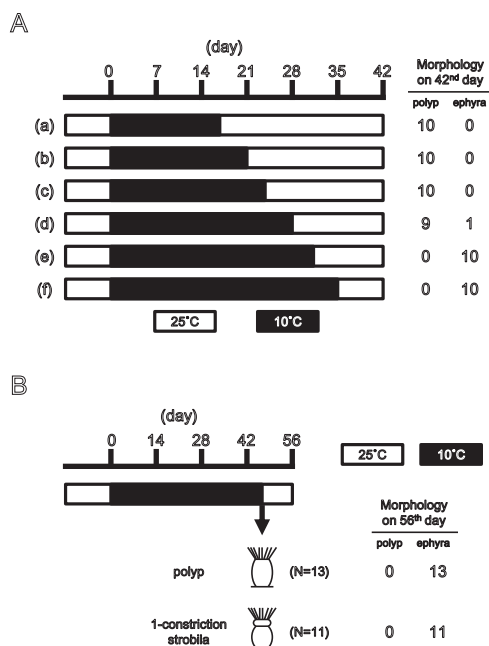 A
(day)
0 7 14 21 28 35 42
Morphology
on 42nd day
polyp ephyra
(a) 10 0
(b) 10 0
(c) 10 0
(d) 9 1
(e) 0 10
(f) 0 10
25°C 10°C
B
(day)
0 14 28 42 56
25°C 10°C
Morphology
on 56th day
polyp ephyra
polyp (N=13) 0 13
1-constriction
strobila (N=11) 0 11